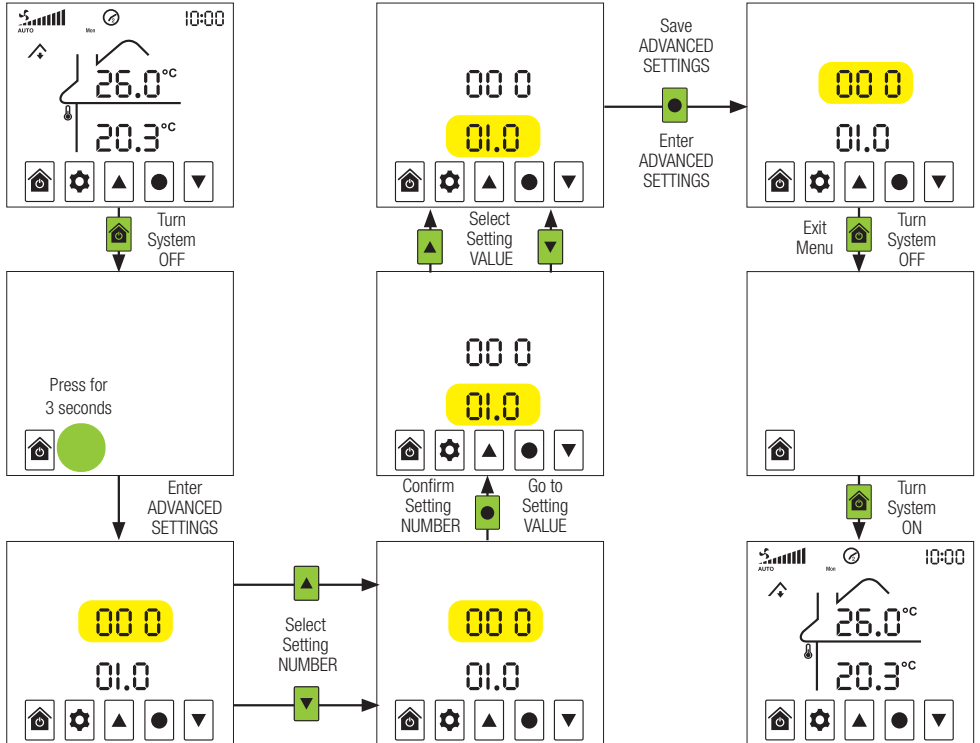 AUTO
Mon
10:00
26.0°C
20.3°C
Turn
System
OFF
Press for
3 seconds
Enter
ADVANCED
SETTINGS
00 0
01.0
Select
Setting
NUMBER
00 0
01.0
Confirm
Setting
NUMBER
Go to
Setting
VALUE
00 0
01.0
Select
Setting
VALUE
00 0
01.0
Save
ADVANCED
SETTINGS
Enter
ADVANCED
SETTINGS
00 0
01.0
Exit
Menu
Turn
System
OFF
Turn
System
ON
AUTO
Mon
10:00
26.0°C
20.3°C